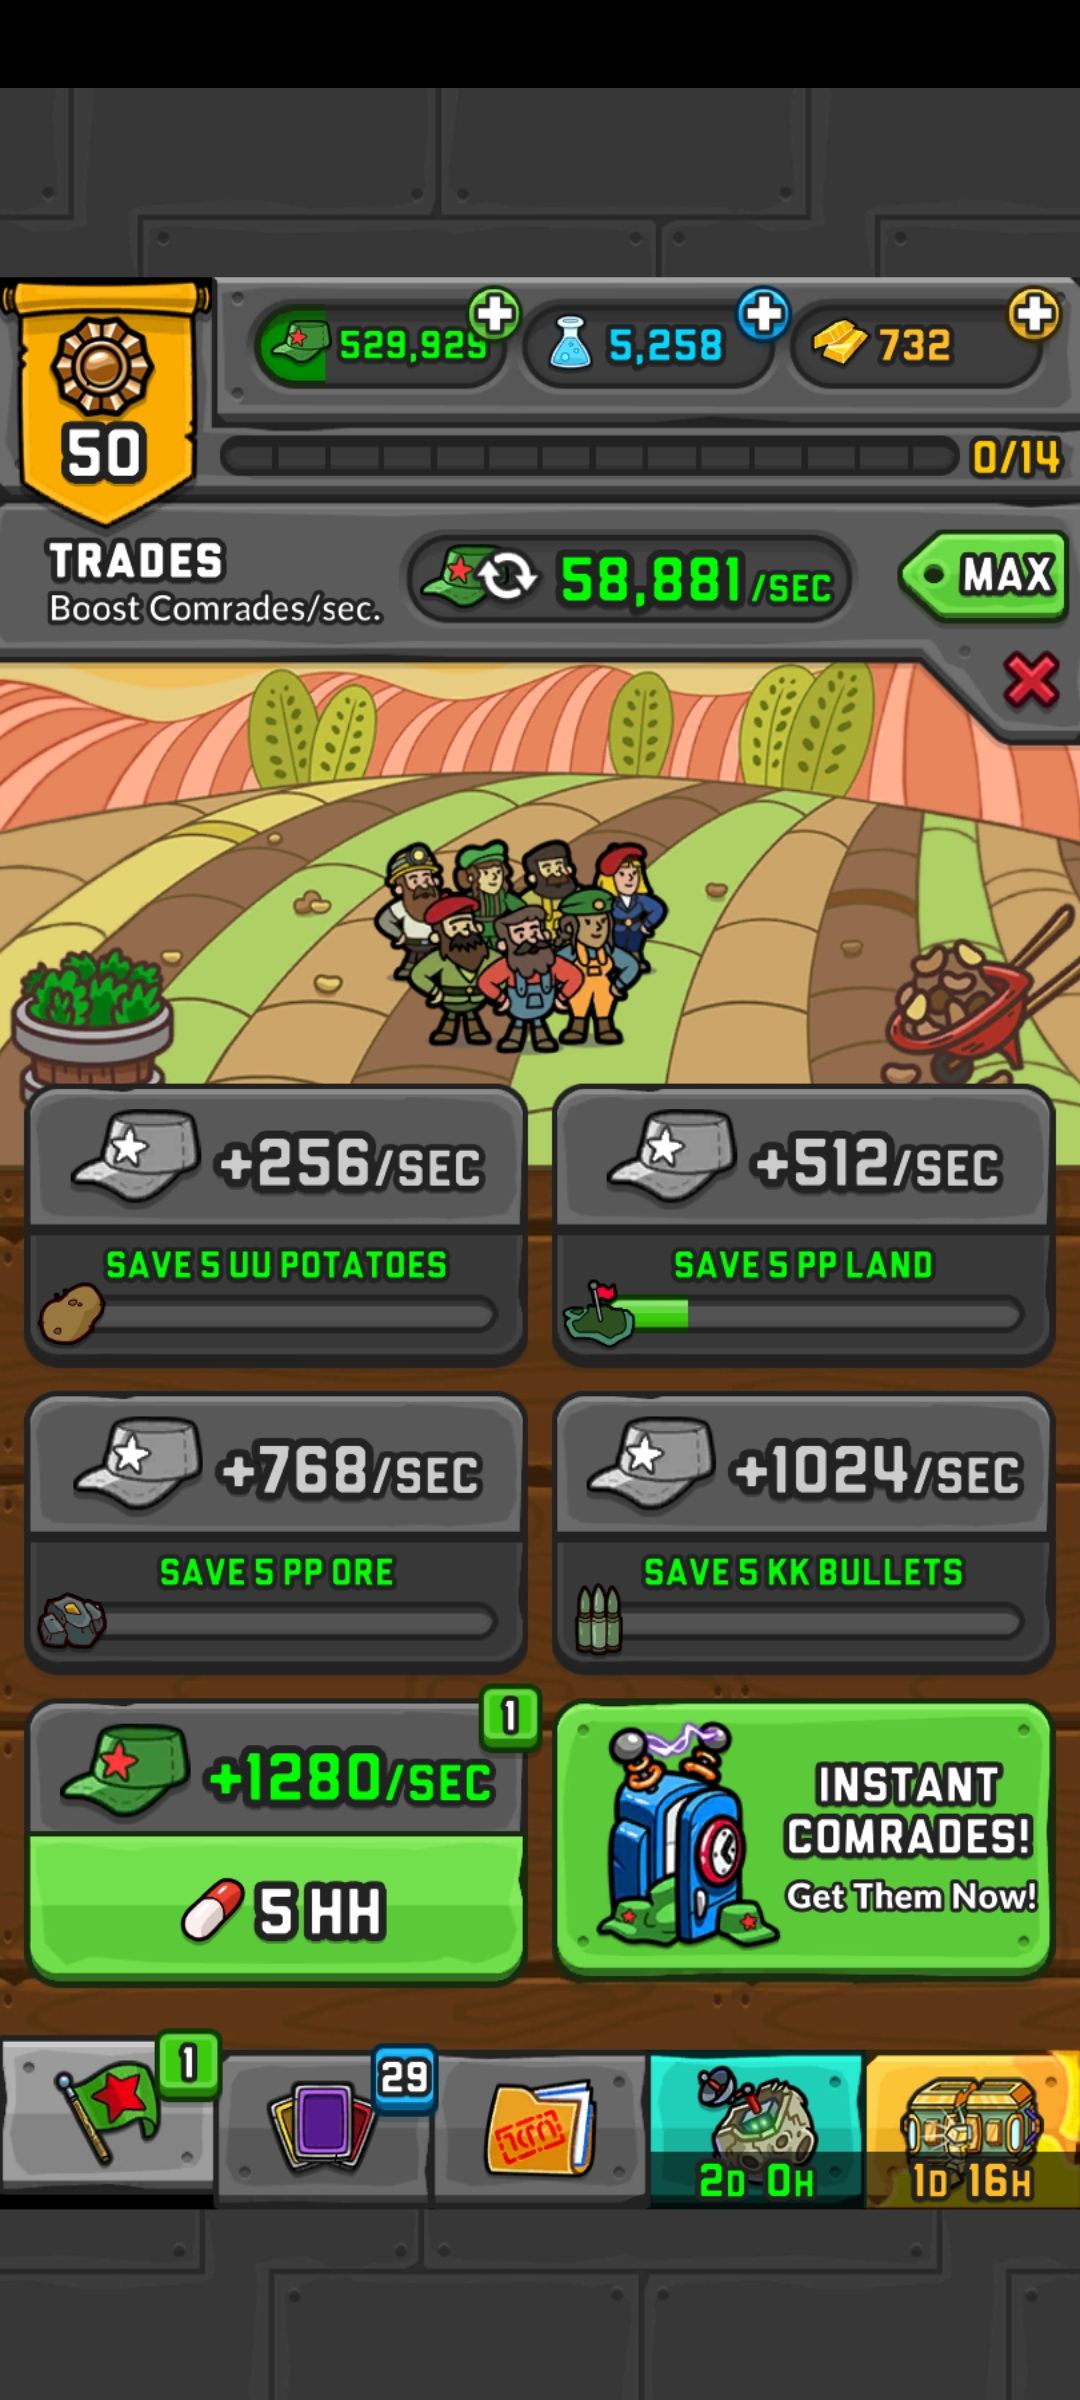 529,929
5,258
732
50
0/14
TRADES
Boost Comrades/sec.
58,881/SEC
MAX
+256/SEC
+512/SEC
SAVE 5 UU POTATOES
SAVE 5 PP LAND
+768/SEC
+1024/SEC
SAVE 5 PP ORE
SAVE 5 KK BULLETS
1
+1280/SEC
5 HH
INSTANT
COMRADES!
Get Them Now!
1
29
2D 0H
1D 16H